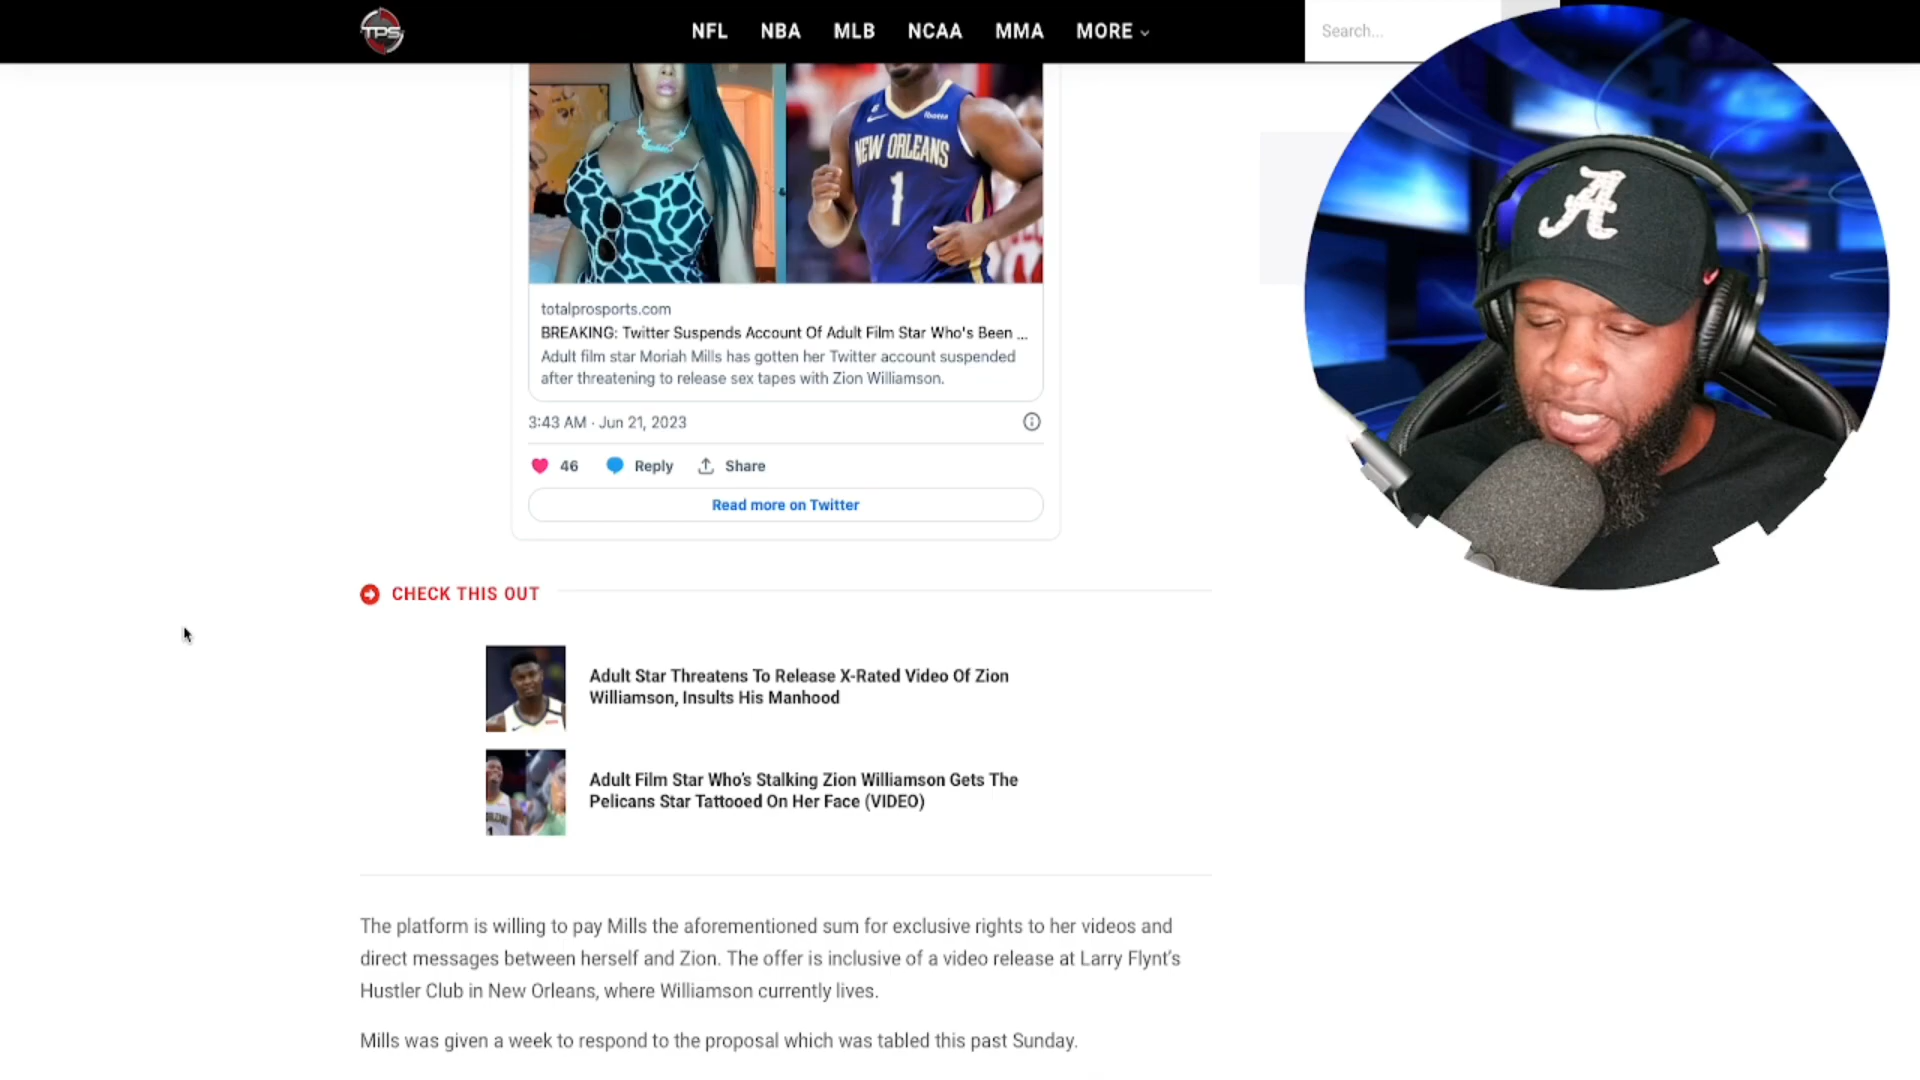 TPS
NFL NBA MLB NCAA MMA MORE
Search...
A
NEW ORLEANS
1
ibotta
totalprosports.com
BREAKING: Twitter Suspends Account Of Adult Film Star Who's Been ...
Adult film star Moriah Mills has gotten her Twitter account suspended
after threatening to release sex tapes with Zion Williamson.
3:43 AM · Jun 21, 2023
46 Reply Share
Read more on Twitter
CHECK THIS OUT
Adult Star Threatens To Release X-Rated Video Of Zion
Williamson, Insults His Manhood
Adult Film Star Who's Stalking Zion Williamson Gets The
Pelicans Star Tattooed On Her Face (VIDEO)
The platform is willing to pay Mills the aforementioned sum for exclusive rights to her videos and
direct messages between herself and Zion. The offer is inclusive of a video release at Larry Flynt's
Hustler Club in New Orleans, where Williamson currently lives.
Mills was given a week to respond to the proposal which was tabled this past Sunday.